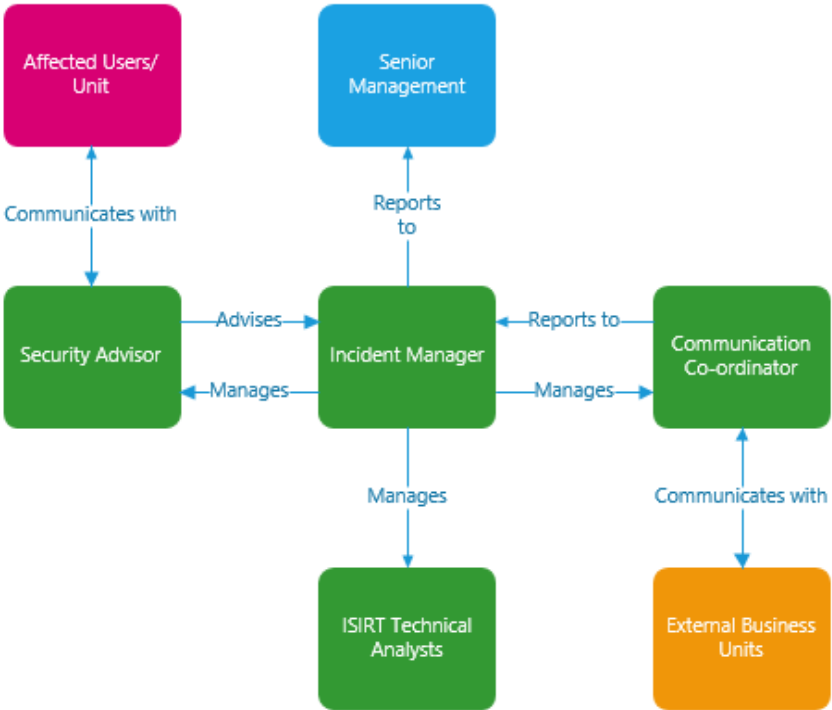 Affected Users/
Unit
Senior
Management
Communicates with
Reports
to
Security Advisor
Advises
Manages
Incident Manager
Reports to
Manages
Communication
Co-ordinator
Manages
Communicates with
ISIRT Technical
Analysts
External Business
Units